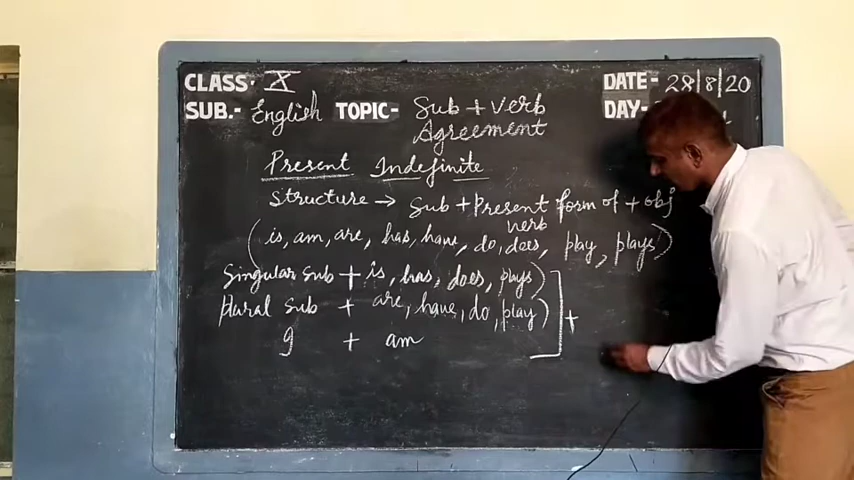 CLASS:- X DATE- 28/8/20
SUB.- English TOPIC- Sub + verb DAY-
Agreement
Present Indefinite
Structure → Sub + Present form of + obj
verb
(is, am, are, has, have, do, does, play, plays)
Singular sub + is, has, does, plays)
Plural sub + are, have, do, play) +
I + am